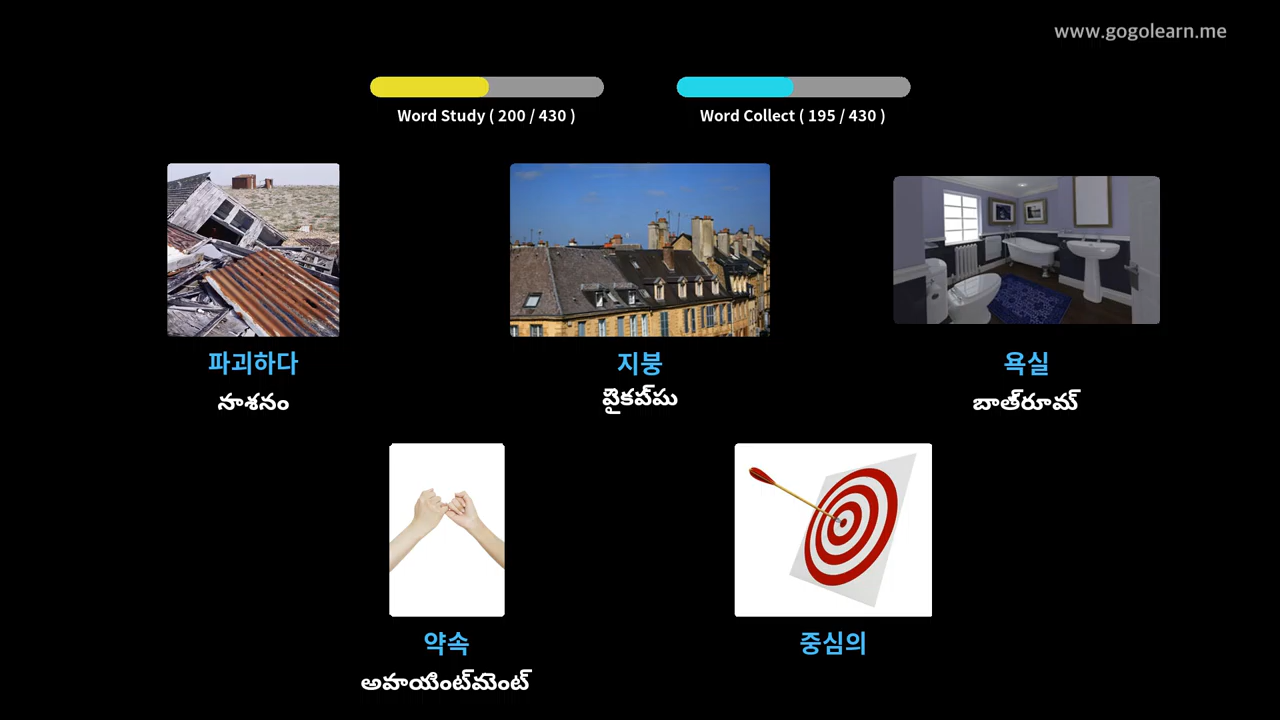 www.gogolearn.me
Word Study ( 200 / 430 )
Word Collect ( 195 / 430 )
파괴하다
지붕
욕실
నాశనం
పైకప్పు
బాత్రూమ్
약속
중심의
అపాయింట్మెంట్